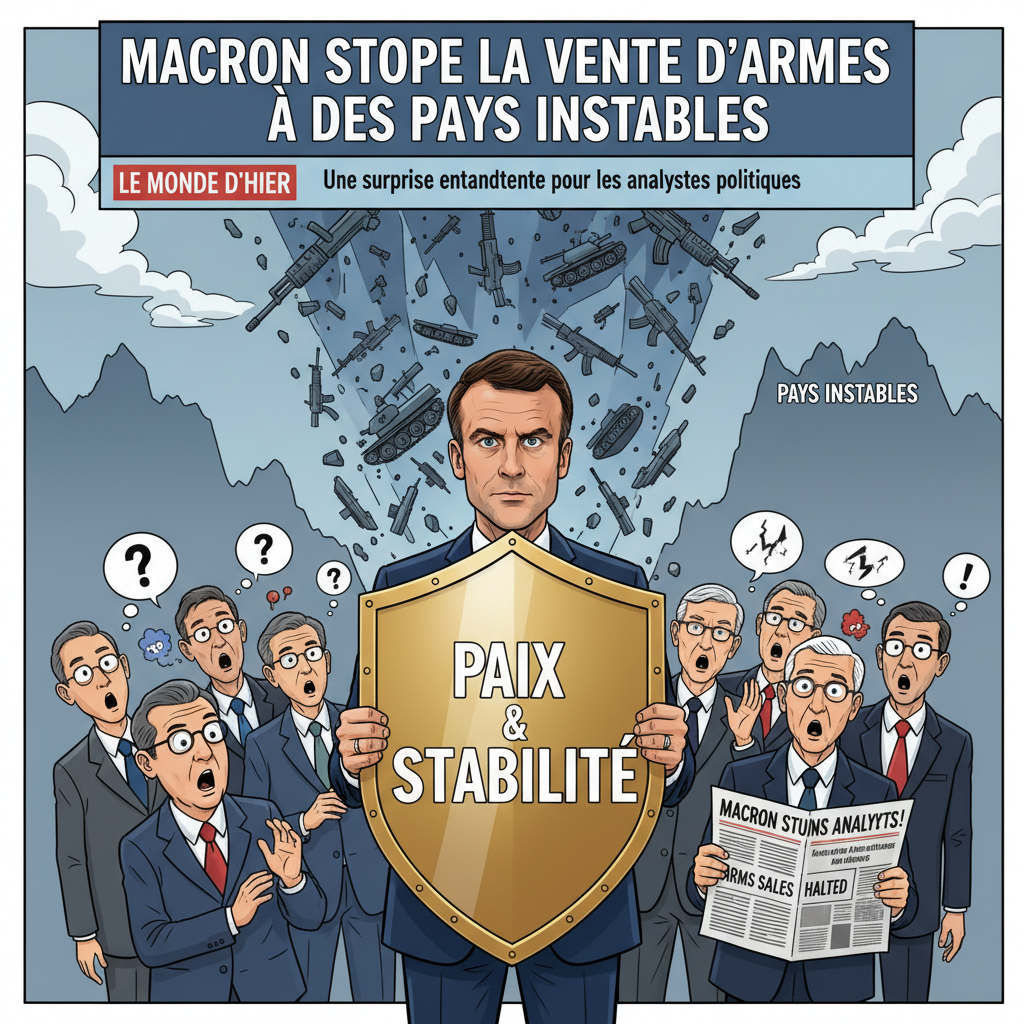 MACRON STOPE LA VENTE D'ARMES
À DES PAYS INSTABLES
LE MONDE D'HIER
Une surprise entandtente pour les analystes politiques
PAYS INSTABLES
?
?
?
!
PAIX
&
STABILITÉ
MACRON STUNS ANALYYTS!
ARMS SALES HALTED